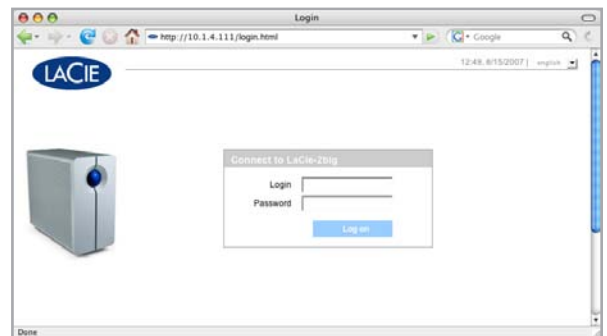 Login
http://10.1.4.111/login.html
Google
12:48, 8/15/2007 | english
LACIE
Connect to LaCie-2big
Login
Password
Log on
Done